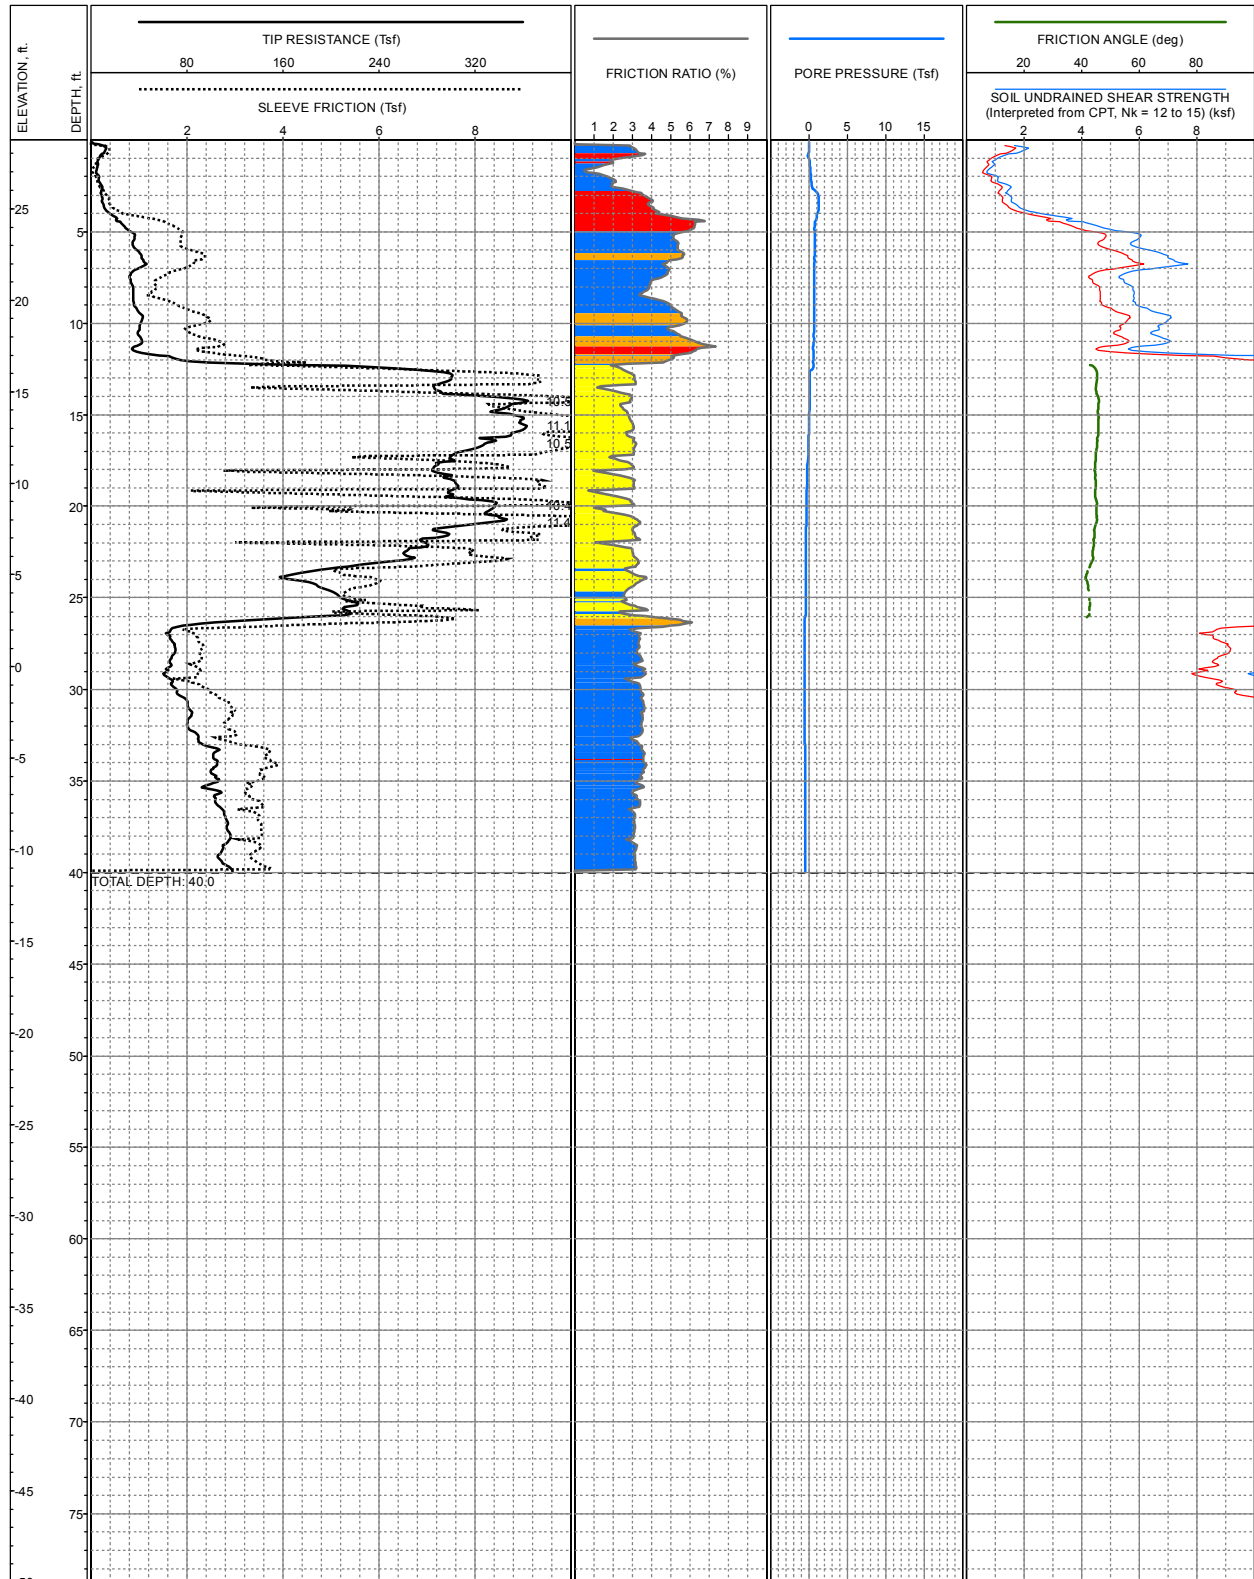 ELEVATION, ft.
DEPTH, ft.
TIP RESISTANCE (Tsf)
80 160 240 320
SLEEVE FRICTION (Tsf)
2 4 6 8
FRICTION RATIO (%)
1 2 3 4 5 6 7 8 9
PORE PRESSURE (Tsf)
0 5 10 15
FRICTION ANGLE (deg)
20 40 60 80
SOIL UNDRAINED SHEAR STRENGTH
(Interpreted from CPT, Nk = 12 to 15) (ksf)
20 40 60 80
2 4 6 8
25
5
20
10
15
15
10
20
5
25
0
30
-5
35
-10
40
-15
45
-20
50
-25
55
-30
60
-35
65
-40
70
-45
75
11.1
10.5
11.4
TOTAL DEPTH: 40.0